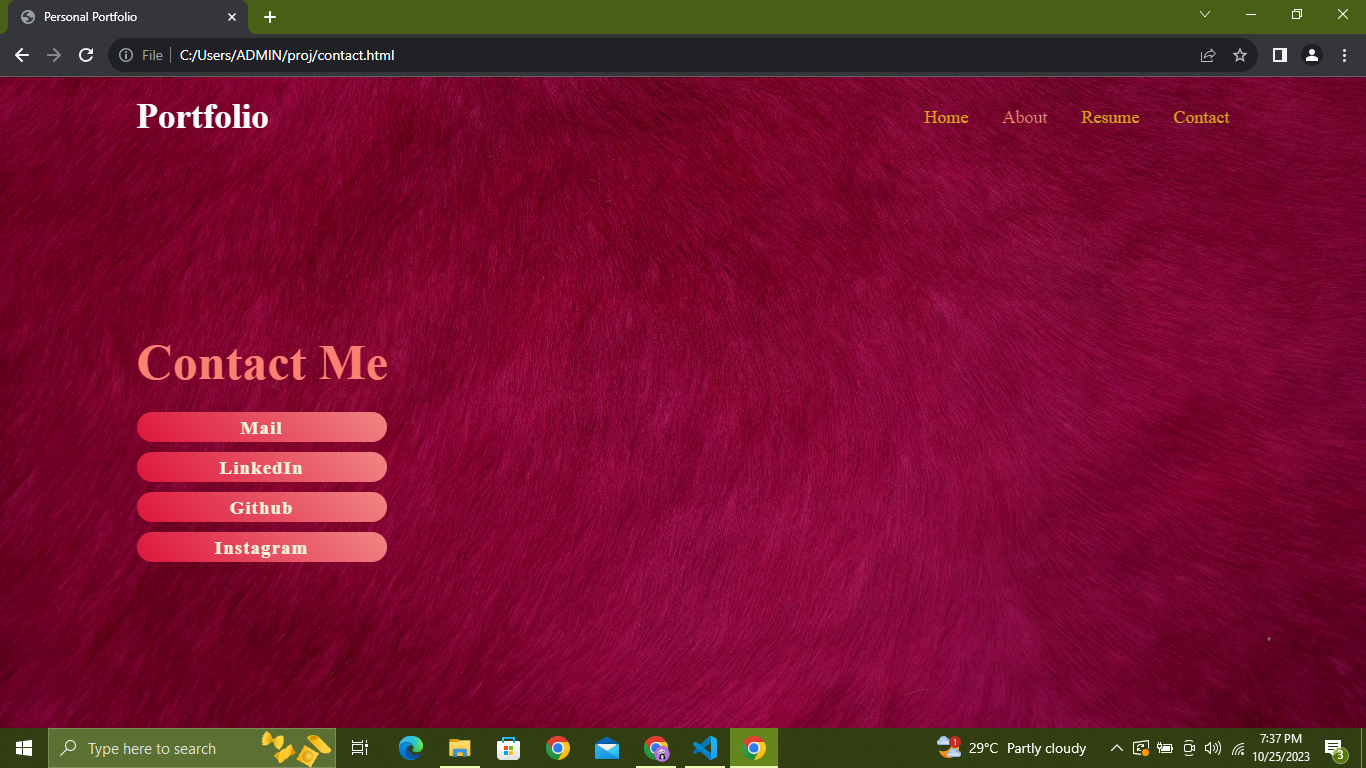 Personal Portfolio
File C:/Users/ADMIN/proj/contact.html
Portfolio Home About Resume Contact
Contact Me
Mail
LinkedIn
Github
Instagram
Type here to search 1 29°C Partly cloudy 7:37 PM
10/25/2023 3